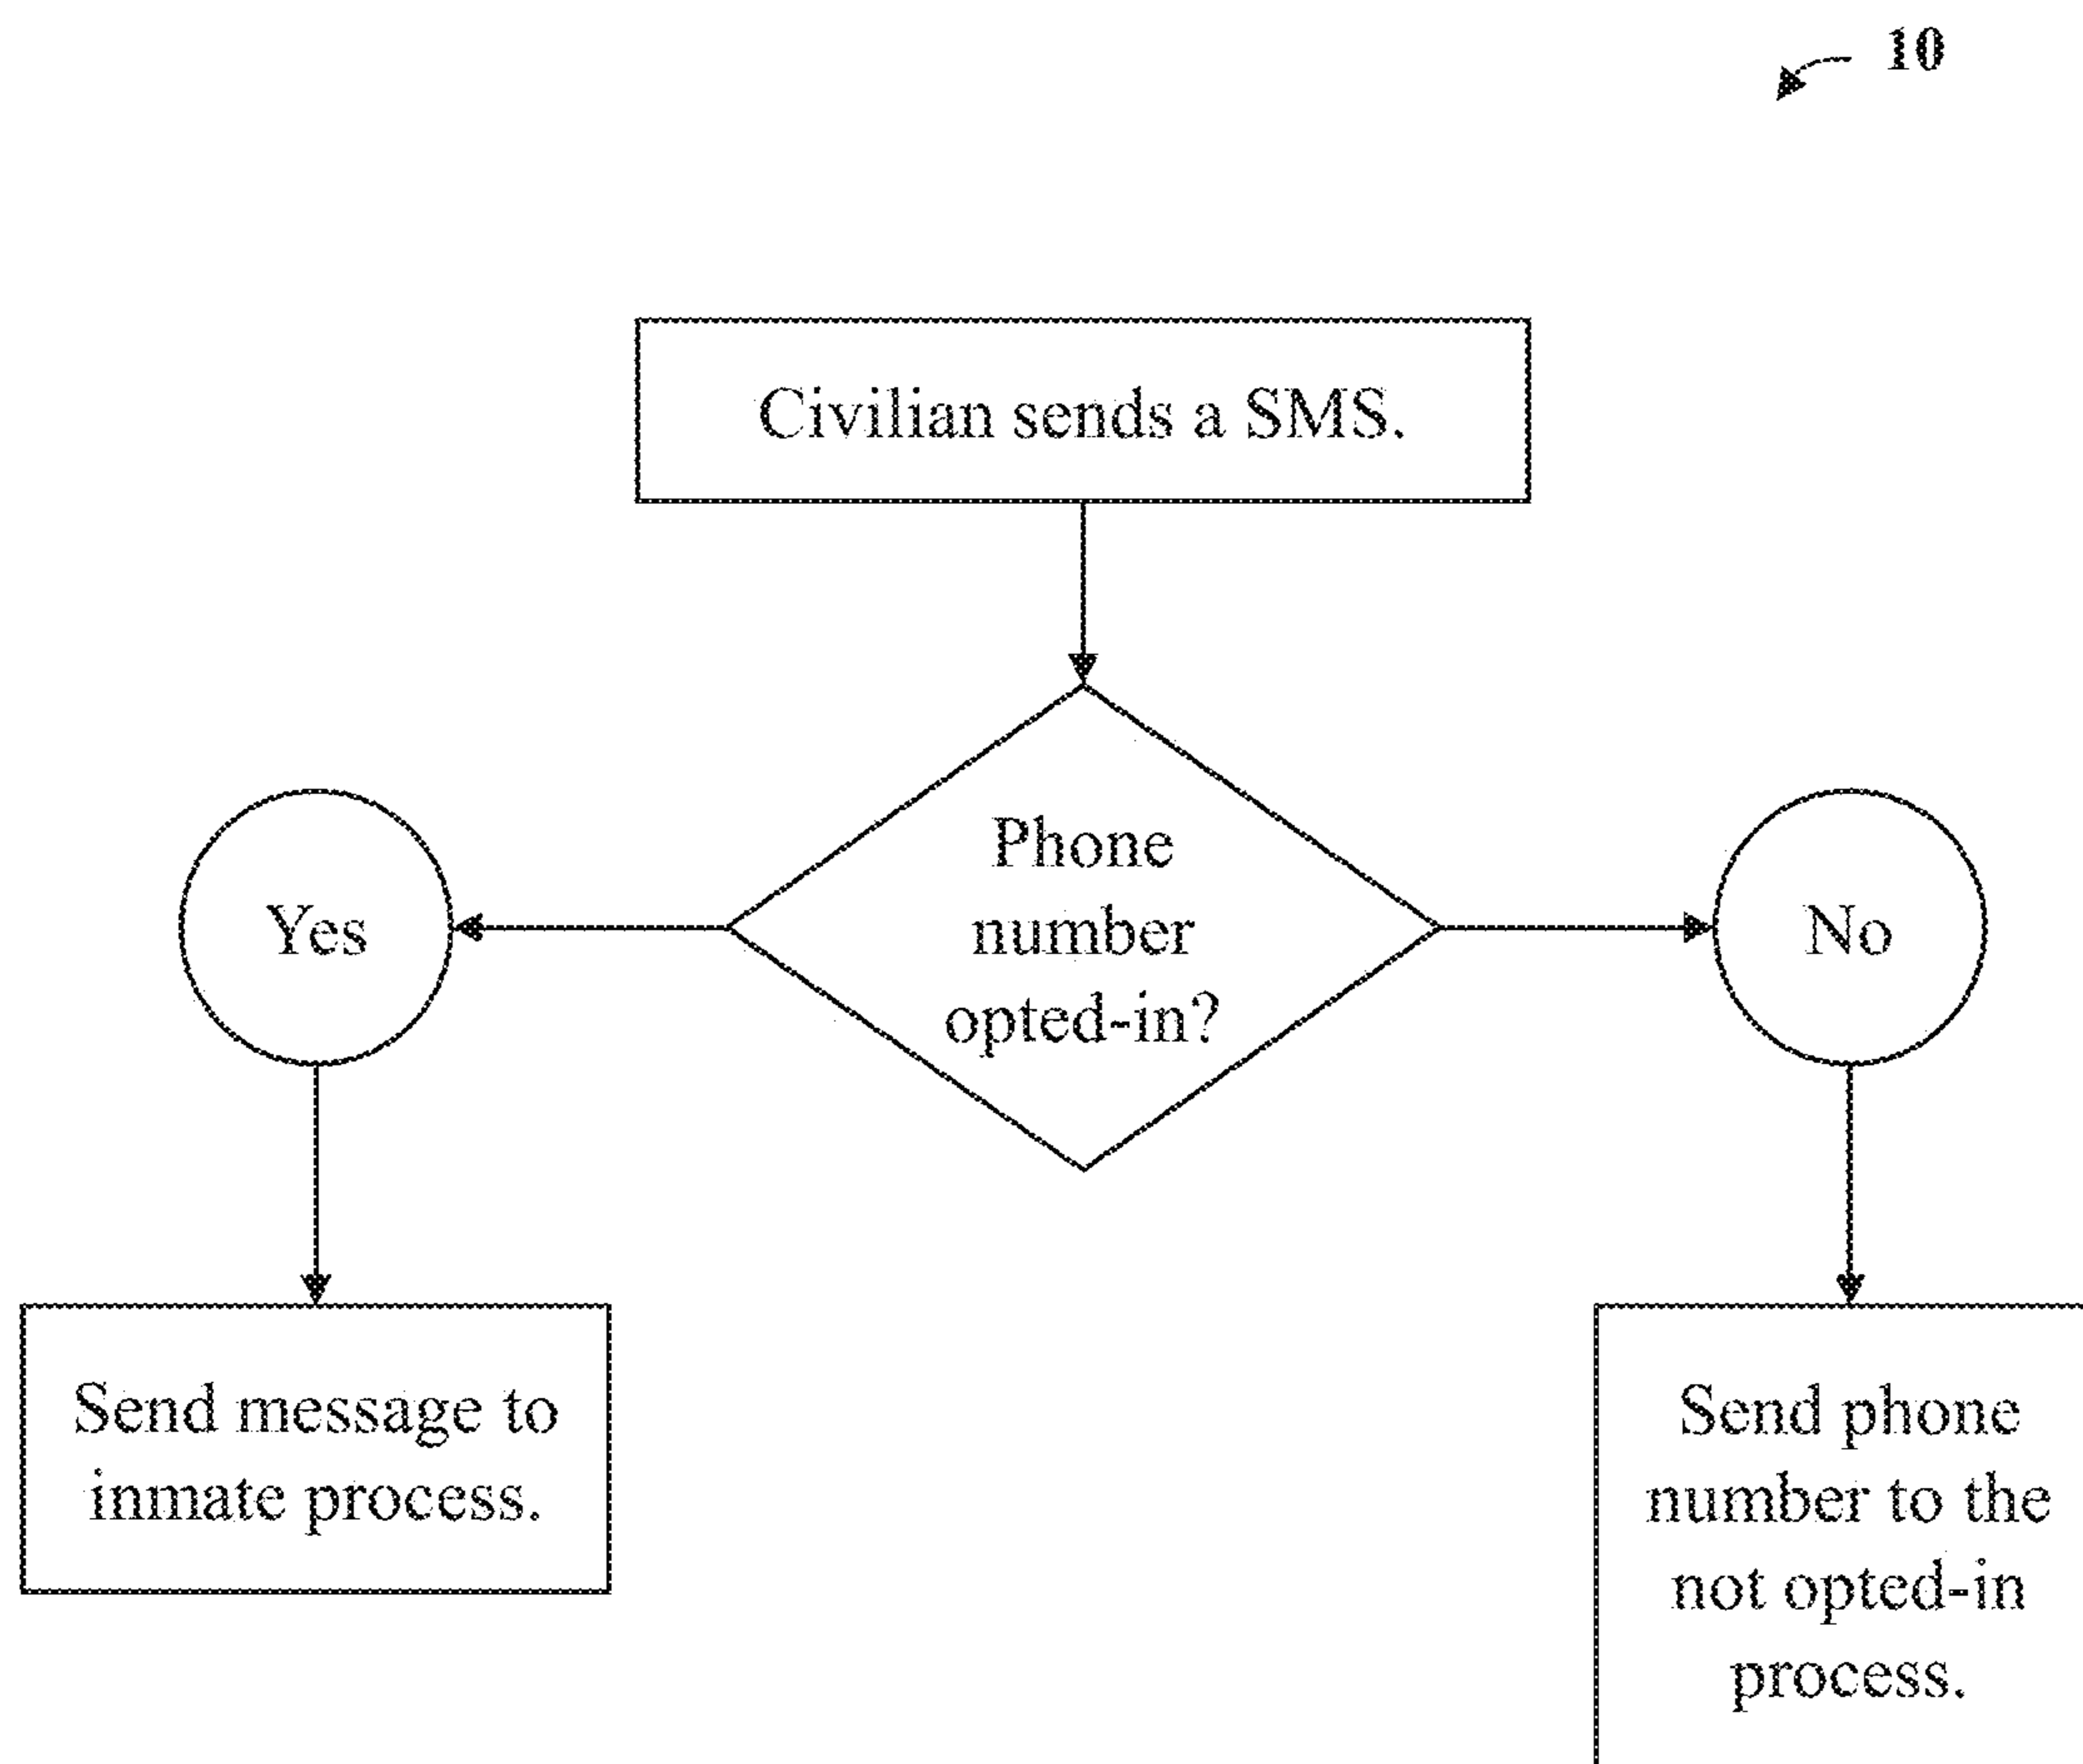 10
Civilian sends a SMS.
Phone
number
opted-in?
Yes
No
Send message to
inmate process.
Send phone
number to the
not opted-in
process.